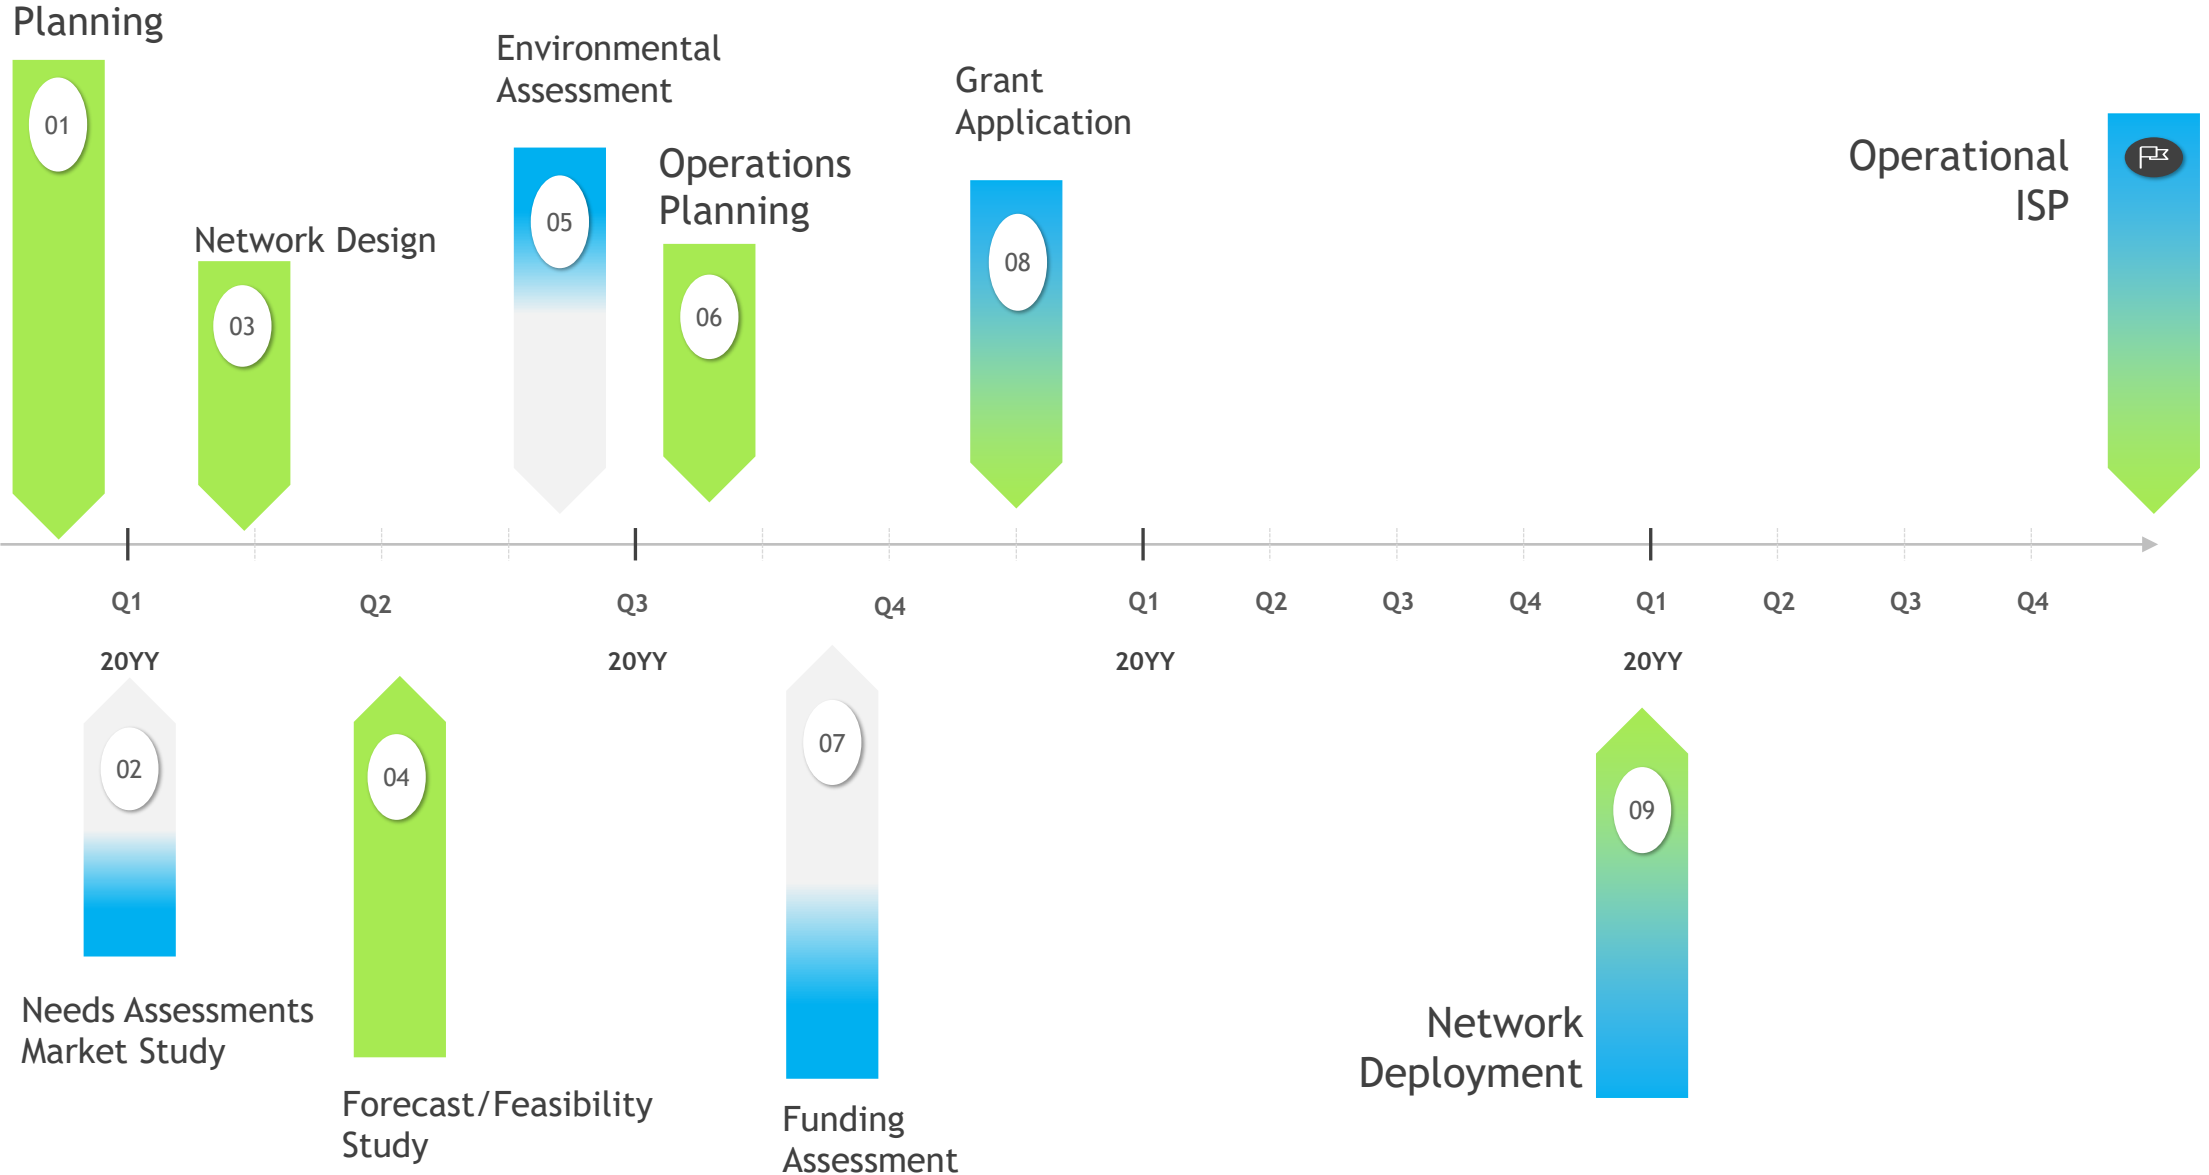 Planning
01
Network Design
03
Environmental
Assessment
05
Operations
Planning
06
Grant
Application
08
Operational
ISP
Q1
Q2
Q3
Q4
Q1
Q2
Q3
Q4
Q1
Q2
Q3
Q4
20YY
20YY
20YY
20YY
02
Needs Assessments
Market Study
04
Forecast/Feasibility
Study
07
Funding
Assessment
09
Network
Deployment